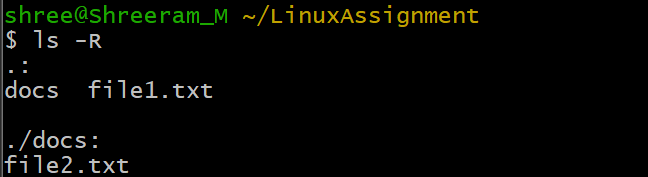 shree@Shreeram_M ~/LinuxAssignment
$ ls -R
.:
docs  file1.txt

./docs:
file2.txt